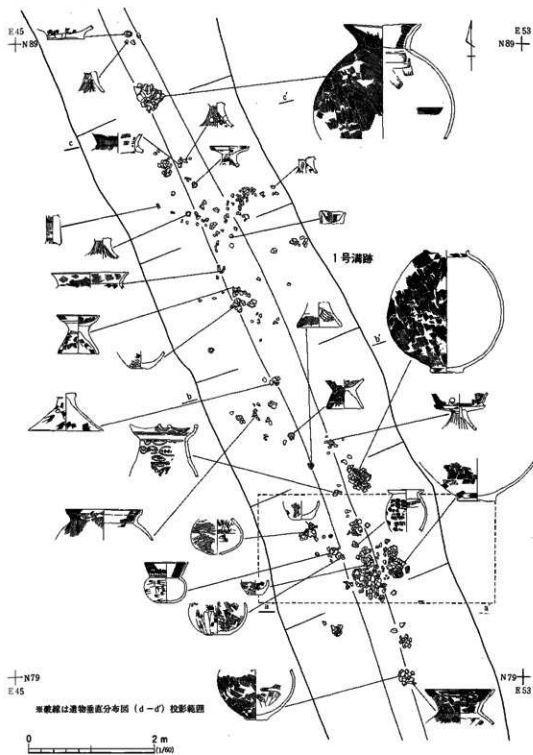 E45
N89
E53
N89
c'
c
1号溝跡
b'
b
a
a'
N79
E45
N79
E53
※破線は遺物垂直分布図（d－d'）投影範囲
0 2 m
(1/60)